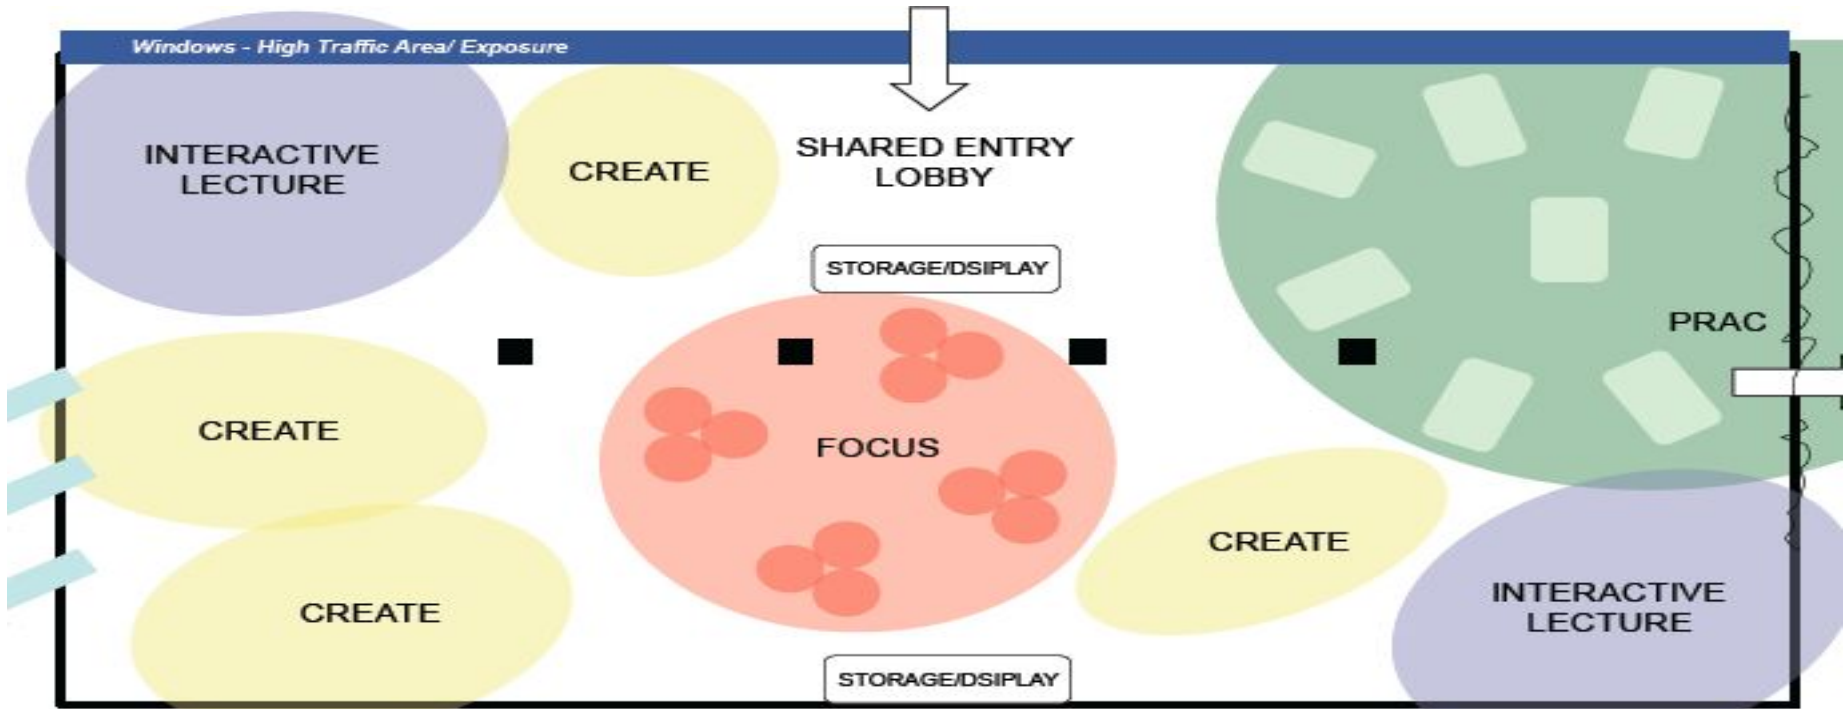 Windows - High Traffic Area/ Exposure
INTERACTIVE
LECTURE
CREATE
SHARED ENTRY
LOBBY
STORAGE/DSIPLAY
PRAC
CREATE
FOCUS
CREATE
INTERACTIVE
LECTURE
CREATE
STORAGE/DSIPLAY